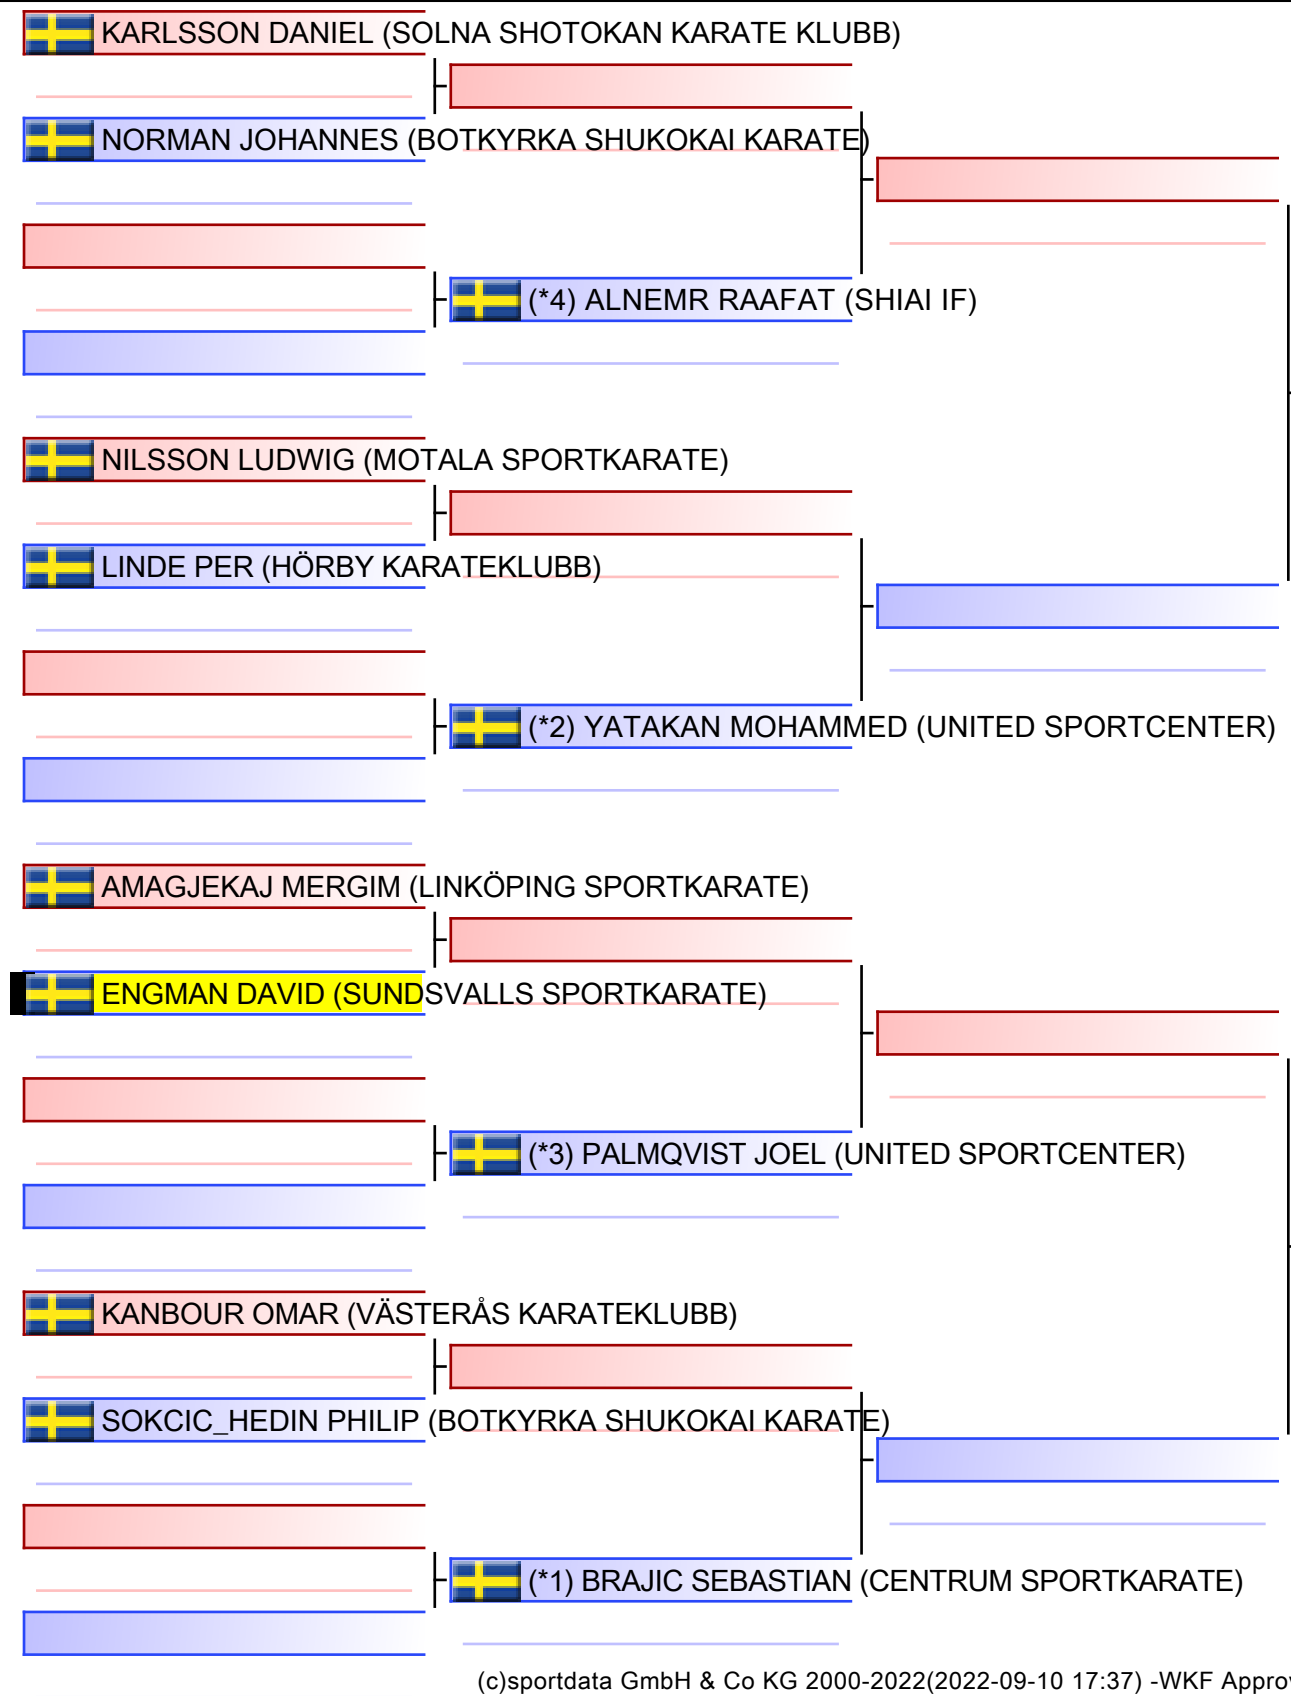 KARLSSON DANIEL (SOLNA SHOTOKAN KARATE KLUBB)
NORMAN JOHANNES (BOTKYRKA SHUKOKAI KARATE)
(*4) ALNEMR RAAFAT (SHIAI IF)
NILSSON LUDWIG (MOTALA SPORTKARATE)
LINDE PER (HÖRBY KARATEKLUBB)
(*2) YATAKAN MOHAMMED (UNITED SPORTCENTER)
AMAGJEKAJ MERGIM (LINKÖPING SPORTKARATE)
ENGMAN DAVID (SUNDSVALLS SPORTKARATE)
(*3) PALMQVIST JOEL (UNITED SPORTCENTER)
KANBOUR OMAR (VÄSTERÅS KARATEKLUBB)
SOKCIC_HEDIN PHILIP (BOTKYRKA SHUKOKAI KARATE)
(*1) BRAJIC SEBASTIAN (CENTRUM SPORTKARATE)
(c)sportdata GmbH & Co KG 2000-2022(2022-09-10 17:37) -WKF Approv